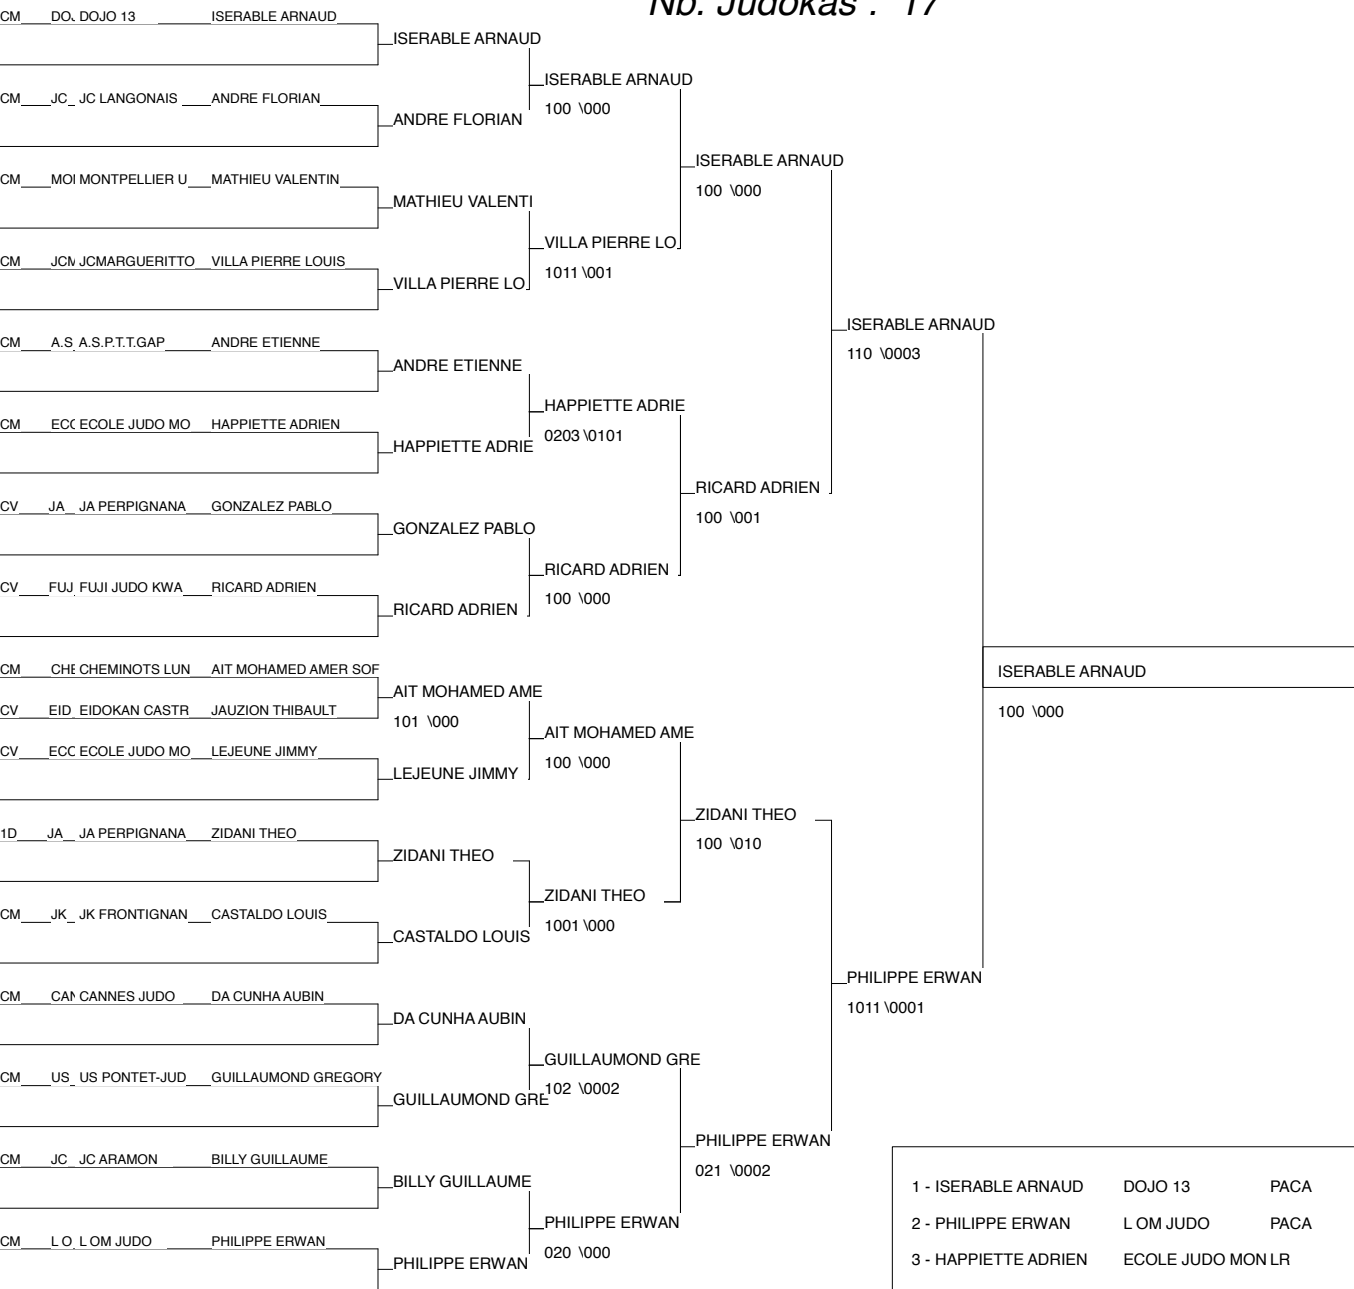 Nb. Judokas : 17
CM DO. DOJO 13 ISERABLE ARNAUD
ISERABLE ARNAUD
ISERABLE ARNAUD
100 \000
CM JC JC LANGONAIS ANDRE FLORIAN
ANDRE FLORIAN
ISERABLE ARNAUD
100 \000
CM MOI MONTPELLIER U MATHIEU VALENTIN
MATHIEU VALENTI
VILLA PIERRE LO
1011 \001
CM JCM JCMARGUERITTO VILLA PIERRE LOUIS
VILLA PIERRE LO
ISERABLE ARNAUD
110 \0003
CM A.S A.S.P.T.T.GAP ANDRE ETIENNE
ANDRE ETIENNE
HAPPIETTE ADRIE
0203 \0101
CM ECC ECOLE JUDO MO HAPPIETTE ADRIEN
HAPPIETTE ADRIE
RICARD ADRIEN
100 \001
CV JA JA PERPIGNANA GONZALEZ PABLO
GONZALEZ PABLO
RICARD ADRIEN
100 \000
CV FUJ FUJI JUDO KWA RICARD ADRIEN
RICARD ADRIEN
CM CHE CHEMINOTS LUN AIT MOHAMED AMER SOF
ISERABLE ARNAUD
100 \000
AIT MOHAMED AME
101 \000
CV EID EIDOKAN CASTR JAUZION THIBAULT
AIT MOHAMED AME
100 \000
CV ECC ECOLE JUDO MO LEJEUNE JIMMY
LEJEUNE JIMMY
ZIDANI THEO
100 \010
1D JA JA PERPIGNANA ZIDANI THEO
ZIDANI THEO
ZIDANI THEO
1001 \000
CM JK JK FRONTIGNAN CASTALDO LOUIS
CASTALDO LOUIS
PHILIPPE ERWAN
1011 \0001
CM CAN CANNES JUDO DA CUNHA AUBIN
DA CUNHA AUBIN
GUILLAUMOND GRE
102 \0002
CM US US PONTET-JUD GUILLAUMOND GREGORY
GUILLAUMOND GRE
PHILIPPE ERWAN
021 \0002
CM JC JC ARAMON BILLY GUILLAUME
BILLY GUILLAUME
PHILIPPE ERWAN
020 \000
CM L O L OM JUDO PHILIPPE ERWAN
PHILIPPE ERWAN
1 - ISERABLE ARNAUD DOJO 13 PACA
2 - PHILIPPE ERWAN L OM JUDO PACA
3 - HAPPIETTE ADRIEN ECOLE JUDO MON LR